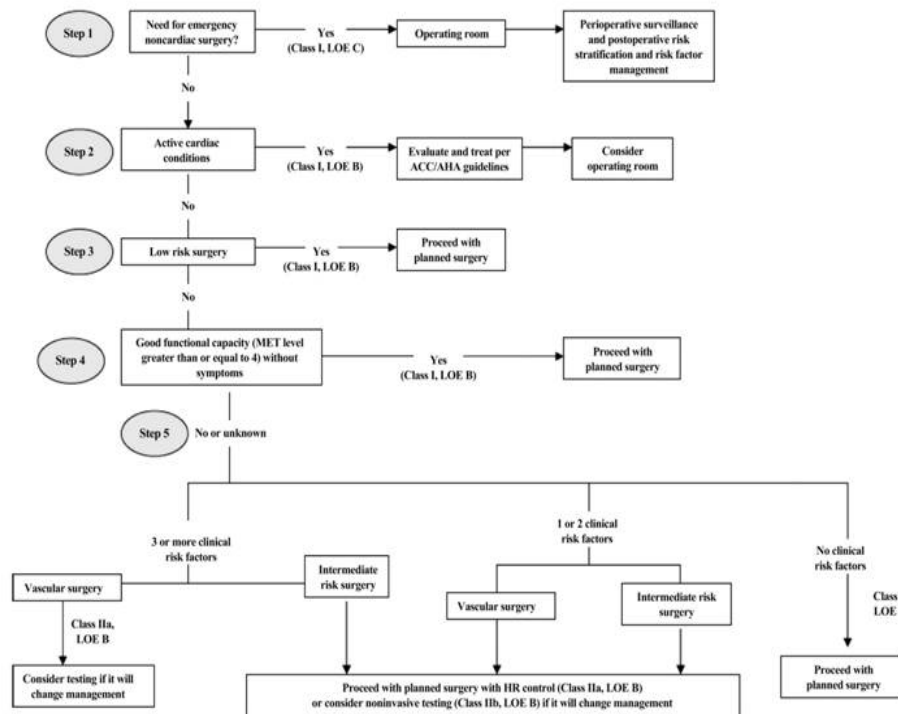 Step 1
Need for emergency
noncardiac surgery?
Yes
(Class I, LOE C)
Operating room
Perioperative surveillance
and postoperative risk
stratification and risk factor
management
No
Step 2
Active cardiac
conditions
Yes
(Class I, LOE B)
Evaluate and treat per
ACC/AHA guidelines
Consider
operating room
No
Step 3
Low risk surgery
Yes
(Class I, LOE B)
Proceed with
planned surgery
No
Step 4
Good functional capacity (MET level
greater than or equal to 4) without
symptoms
Yes
(Class I, LOE B)
Proceed with
planned surgery
Step 5
No or unknown
3 or more clinical
risk factors
1 or 2 clinical
risk factors
No clinical
risk factors
Vascular surgery
Intermediate
risk surgery
Vascular surgery
Intermediate risk
surgery
Class IIa,
LOE B
Class
LOE
Consider testing if it will
change management
Proceed with planned surgery with HR control (Class IIa, LOE B)
or consider noninvasive testing (Class IIb, LOE B) if it will change management
Proceed with
planned surgery